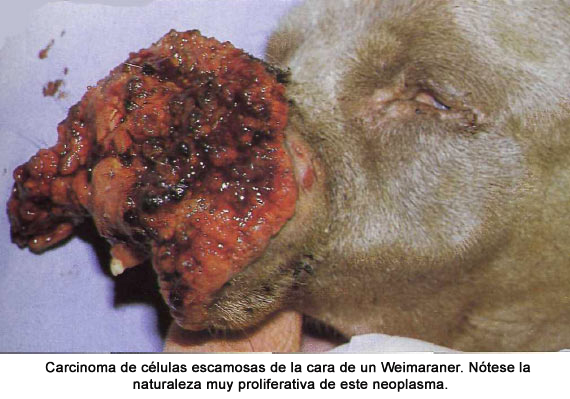 Carcinoma de células escamosas de la cara de un Weimaraner. Nótese la
naturaleza muy proliferativa de este neoplasma.